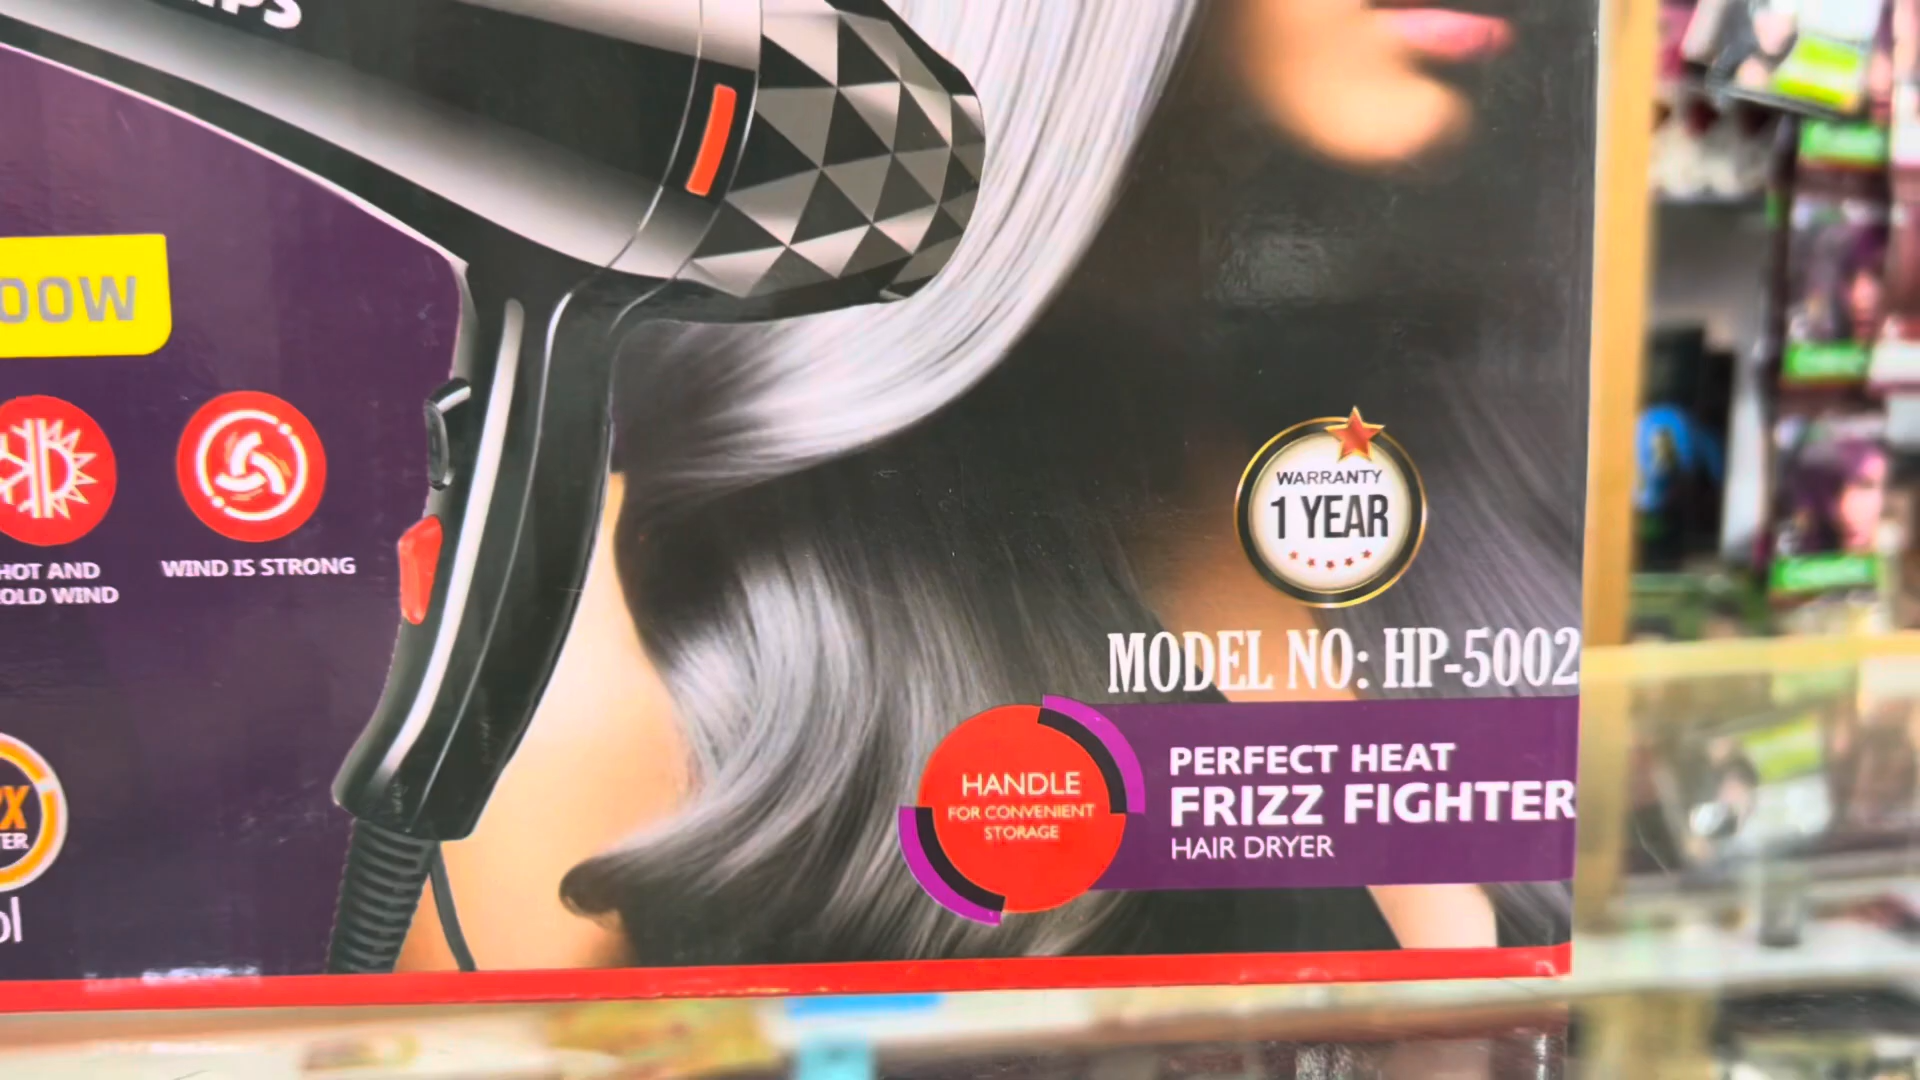 00W
HOT AND
OLD WIND
WIND IS STRONG
WARRANTY
1 YEAR
MODEL NO: HP-5002
HANDLE
FOR CONVENIENT
STORAGE
PERFECT HEAT
FRIZZ FIGHTER
HAIR DRYER